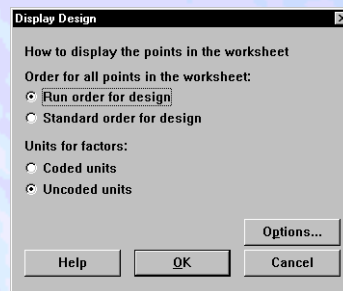 Display Design
How to display the points in the worksheet
Order for all points in the worksheet:
Run order for design
Standard order for design
Units for factors:
Coded units
Uncoded units
Options...
Help
OK
Cancel